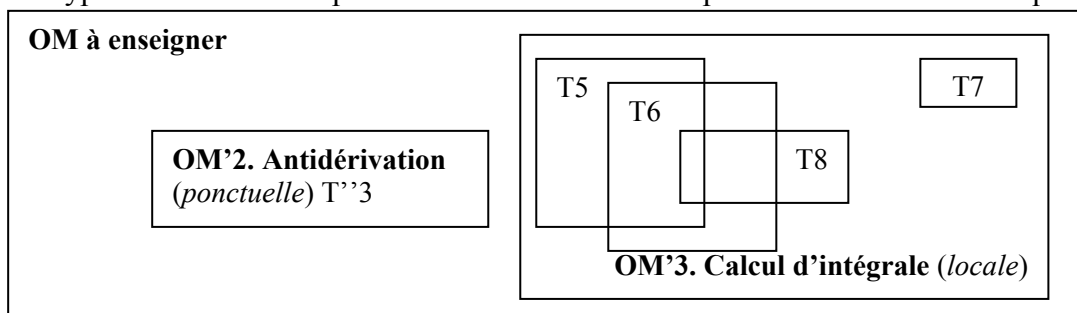 OM à enseigner
T5
T7
T6
OM’2. Antidérivation
(ponctuelle) T’’3
T8
OM’3. Calcul d’intégrale (locale)